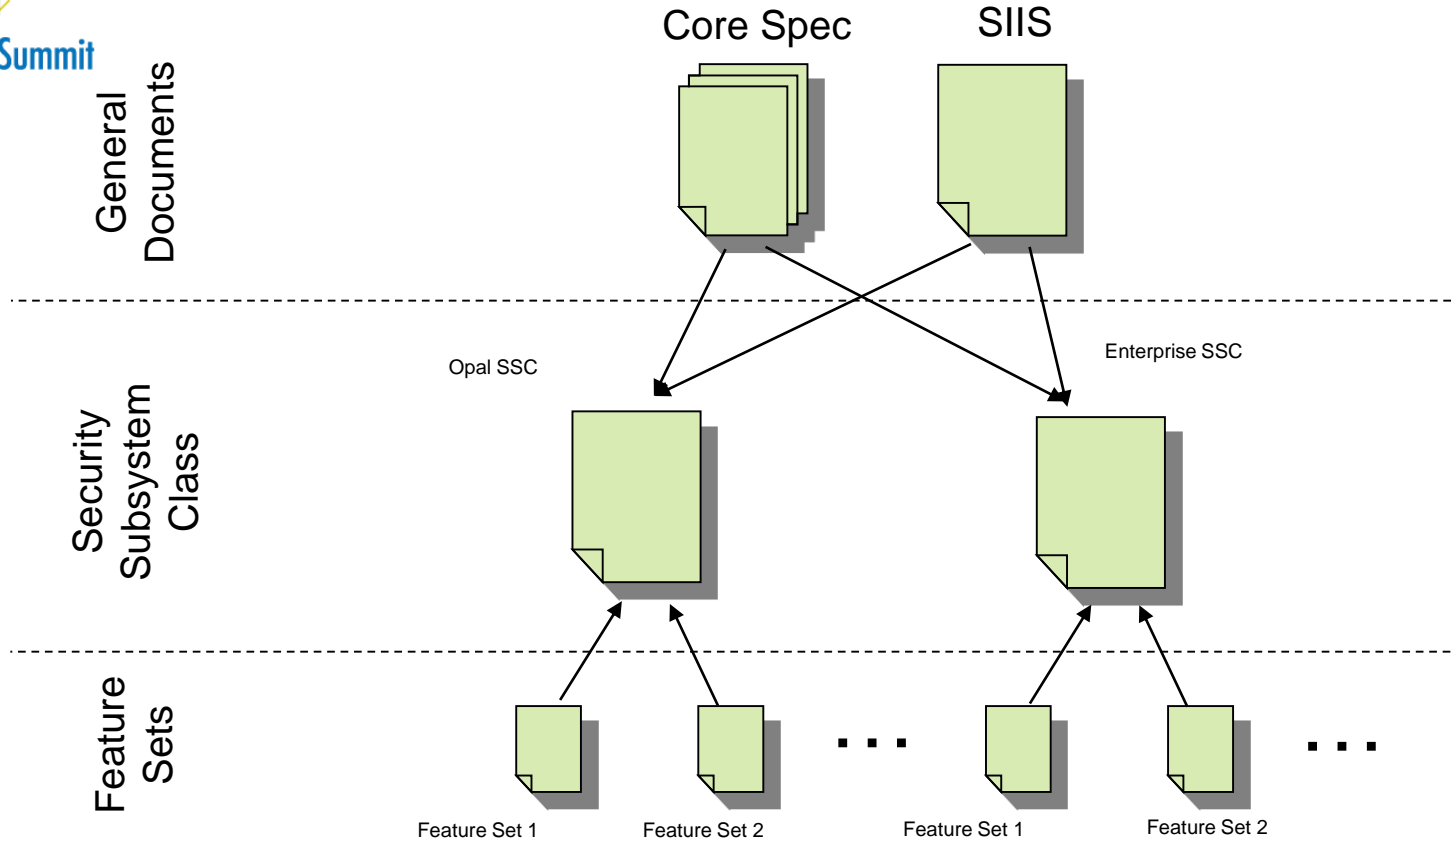 Summit
Core Spec
SIIS
General
Documents
Opal SSC
Enterprise SSC
Security
Subsystem
Class
Feature
Sets
. . .
. . .
Feature Set 1
Feature Set 2
Feature Set 1
Feature Set 2